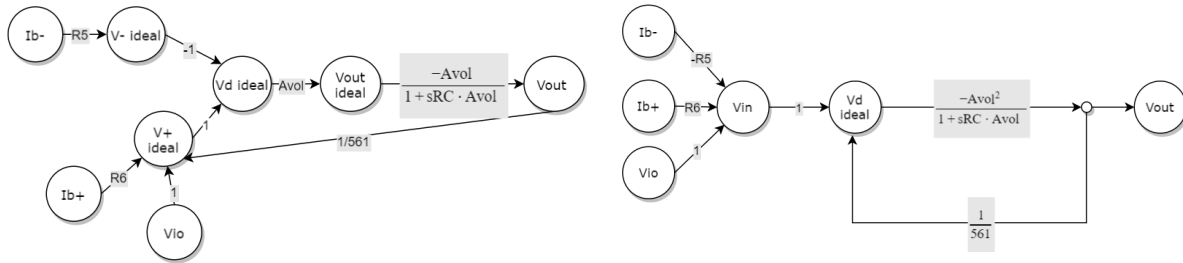 Ib-
R5
V- ideal
-1
Vd ideal
Avol
Vout
ideal
−Avol
1 + sRC · Avol
Vout
V+
ideal
1
1/561
Ib+
R6
1
Vio
Ib-
-R5
Ib+
R6
Vin
1
Vd
ideal
−Avol²
1 + sRC · Avol
Vout
Vio
1
1
561